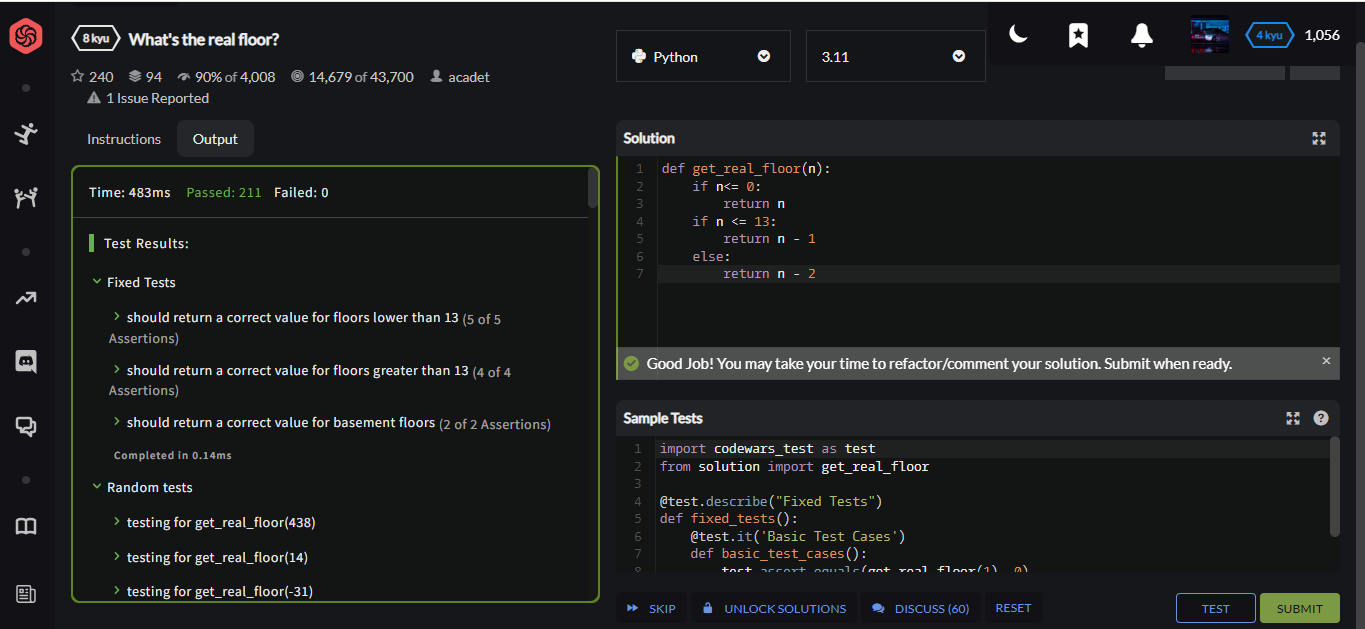 8 kyu What's the real floor?
240 94 90% of 4,008 14,679 of 43,700 acadet
1 Issue Reported
Python 3.11
4 kyu 1,056
Instructions Output
Time: 483ms Passed: 211 Failed: 0
Test Results:
Fixed Tests
should return a correct value for floors lower than 13 (5 of 5
Assertions)
should return a correct value for floors greater than 13 (4 of 4
Assertions)
should return a correct value for basement floors (2 of 2 Assertions)
Completed in 0.14ms
Random tests
testing for get_real_floor(438)
testing for get_real_floor(14)
testing for get_real_floor(-31)
Solution
1 def get_real_floor(n):
2 if n<= 0:
3 return n
4 if n <= 13:
5 return n - 1
6 else:
7 return n - 2
Good Job! You may take your time to refactor/comment your solution. Submit when ready. ×
Sample Tests
1 import codewars_test as test
2 from solution import get_real_floor
3
4 @test.describe("Fixed Tests")
5 def fixed_tests():
6 @test.it('Basic Test Cases')
7 def basic_test_cases():
8 test.assert_equals(get_real_floor(1), 0)
SKIP UNLOCK SOLUTIONS DISCUSS (60) RESET TEST SUBMIT